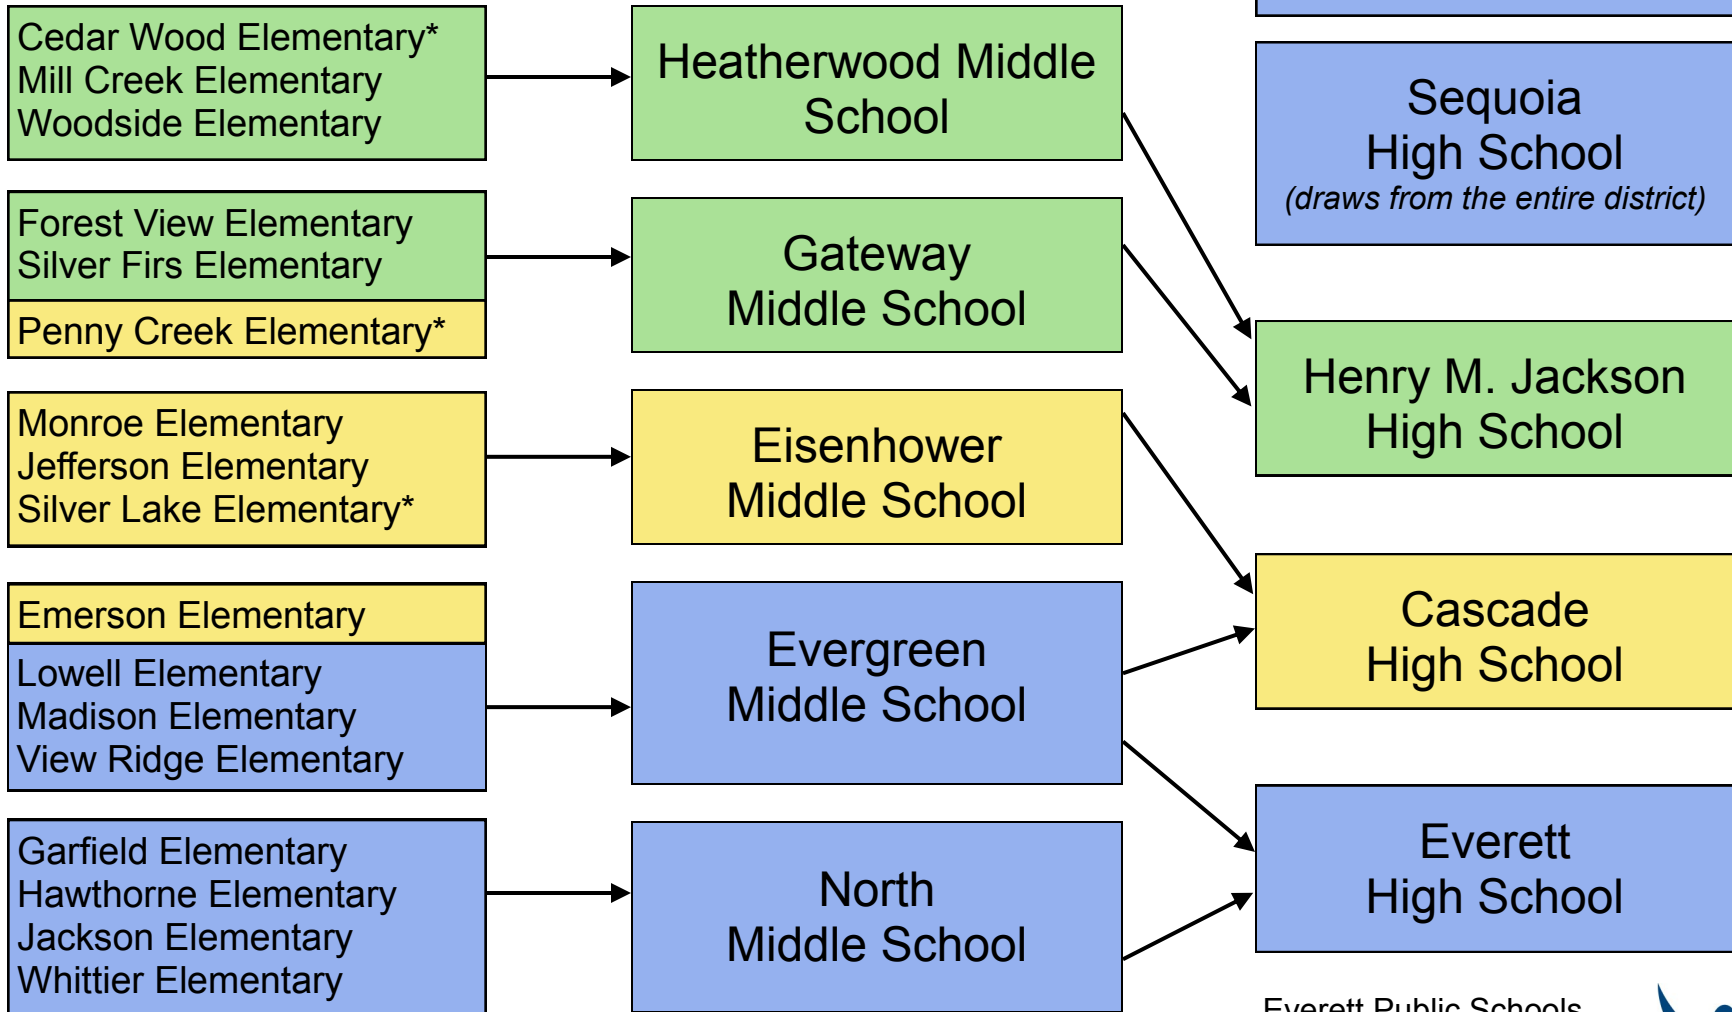 Cedar Wood Elementary*
Mill Creek Elementary
Woodside Elementary
Heatherwood Middle
School
Sequoia
High School
(draws from the entire district)
Forest View Elementary
Silver Firs Elementary
Penny Creek Elementary*
Gateway
Middle School
Henry M. Jackson
High School
Monroe Elementary
Jefferson Elementary
Silver Lake Elementary*
Eisenhower
Middle School
Cascade
High School
Emerson Elementary
Lowell Elementary
Madison Elementary
View Ridge Elementary
Evergreen
Middle School
Everett
High School
Garfield Elementary
Hawthorne Elementary
Jackson Elementary
Whittier Elementary
North
Middle School
Everett Public Schools